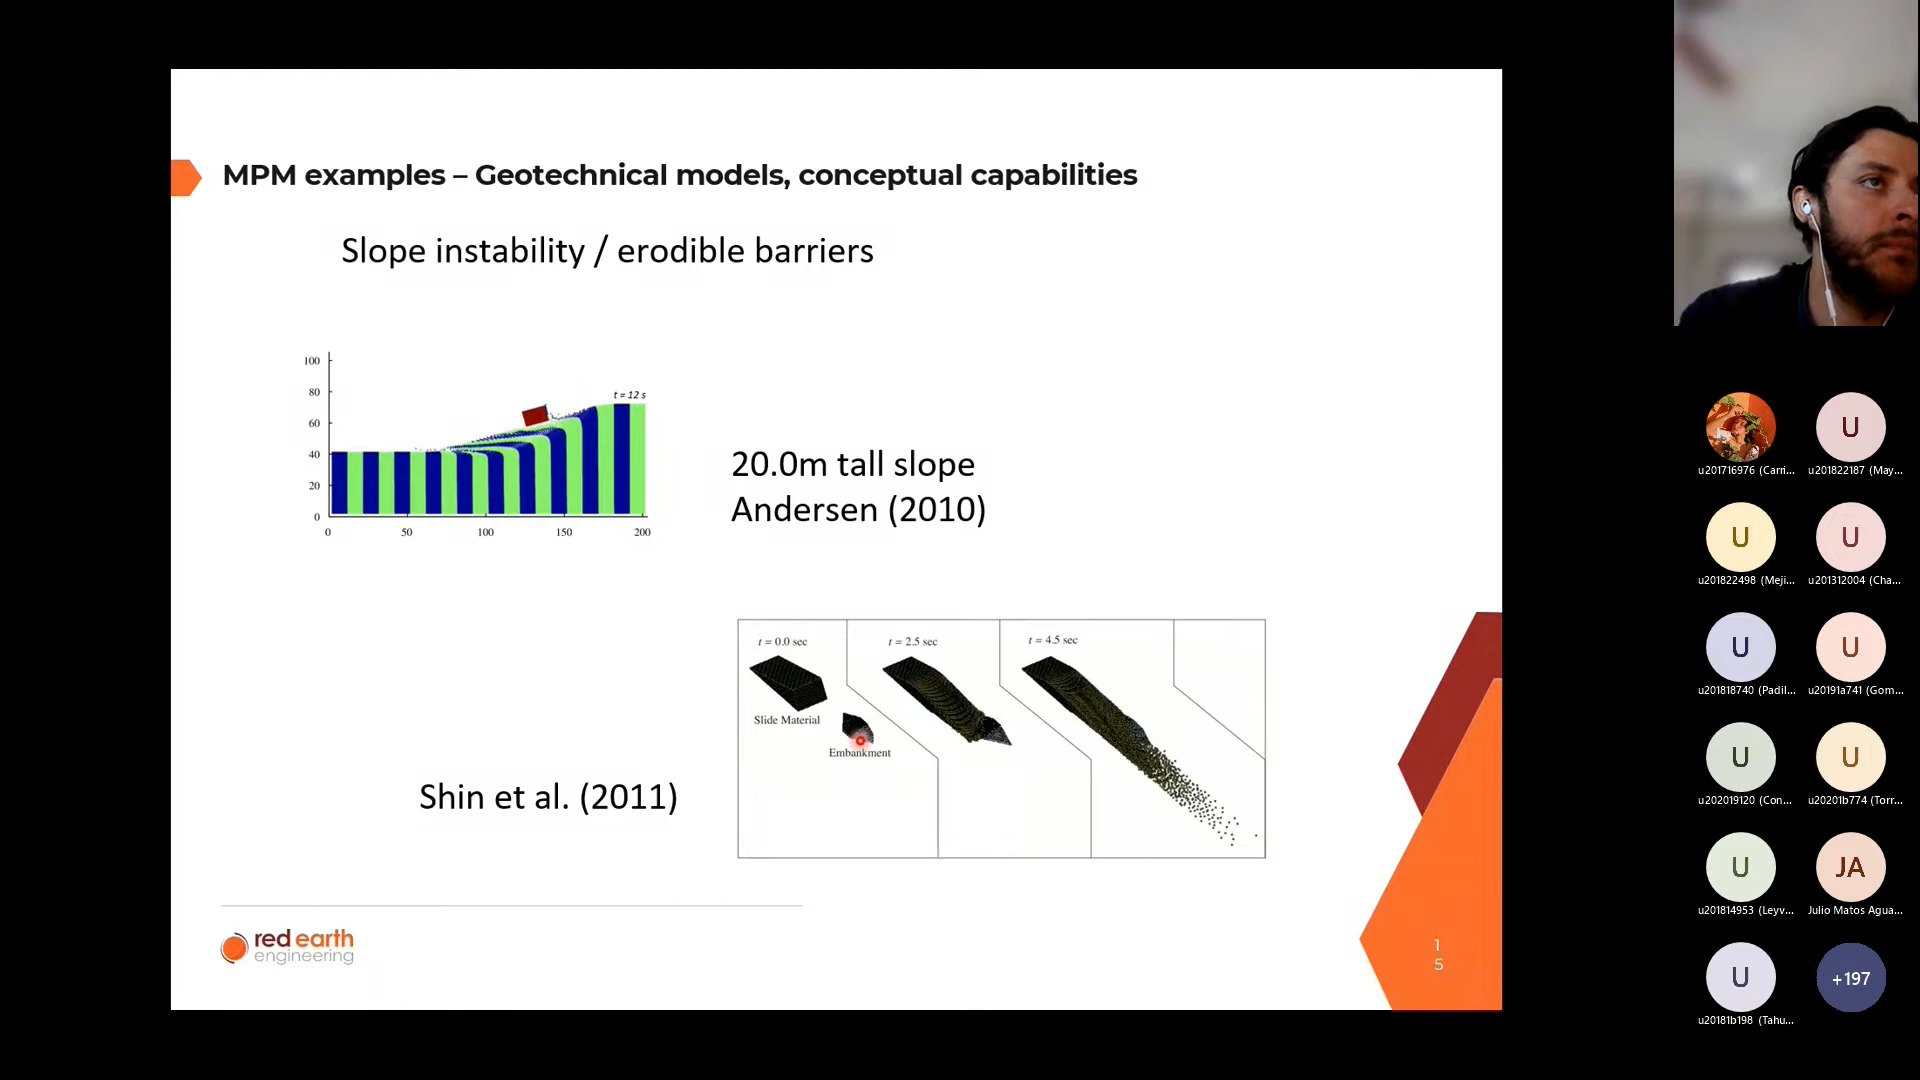 MPM examples – Geotechnical models, conceptual capabilities
Slope instability / erodible barriers
100
80
60
40
20
0
0 50 100 150 200
t = 12 s
20.0m tall slope
Andersen (2010)
t = 0.0 sec
t = 2.5 sec
t = 4.5 sec
Slide Material
Embankment
Shin et al. (2011)
red earth
engineering
1
5
u201716976 (Carri...
U
u201822187 (May...
U
u201822498 (Meji...
U
u201312004 (Cha...
U
u201818740 (Padil...
U
u20191a741 (Gom...
U
u202019120 (Con...
U
u20201b774 (Torr...
U
u201814953 (Leyv...
JA
Julio Matos Agua...
U
u20181b198 (Tahu...
+197